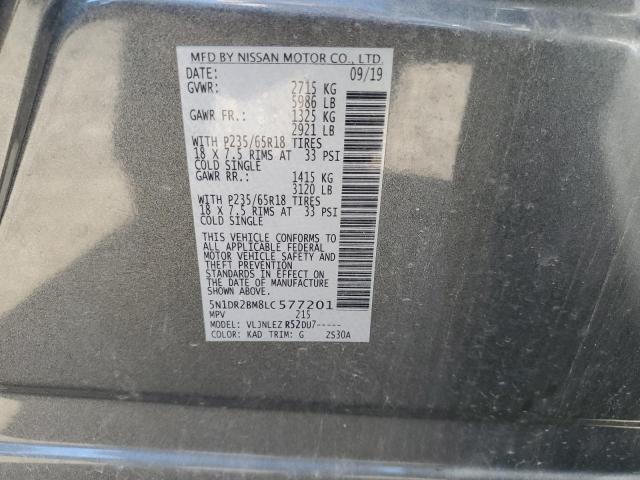 MFD BY NISSAN MOTOR CO., LTD.
DATE: 09/19
GVWR: 2715 KG
5986 LB
GAWR FR.: 1325 KG
2921 LB
WITH P235/65R18 TIRES
18 X 7.5 RIMS AT 33 PSI
COLD SINGLE
GAWR RR.: 1415 KG
3120 LB
WITH P235/65R18 TIRES
18 X 7.5 RIMS AT 33 PSI
COLD SINGLE
THIS VEHICLE CONFORMS TO
ALL APPLICABLE FEDERAL
MOTOR VEHICLE SAFETY AND
THEFT PREVENTION
STANDARDS IN EFFECT ON
THE DATE OF MANUFACTURE
SHOWN ABOVE.
5N1DR2BM8LC577201
MPV 215
MODEL: VLJNLEZ R52DU7-----
COLOR: KAD TRIM: G ZS30A